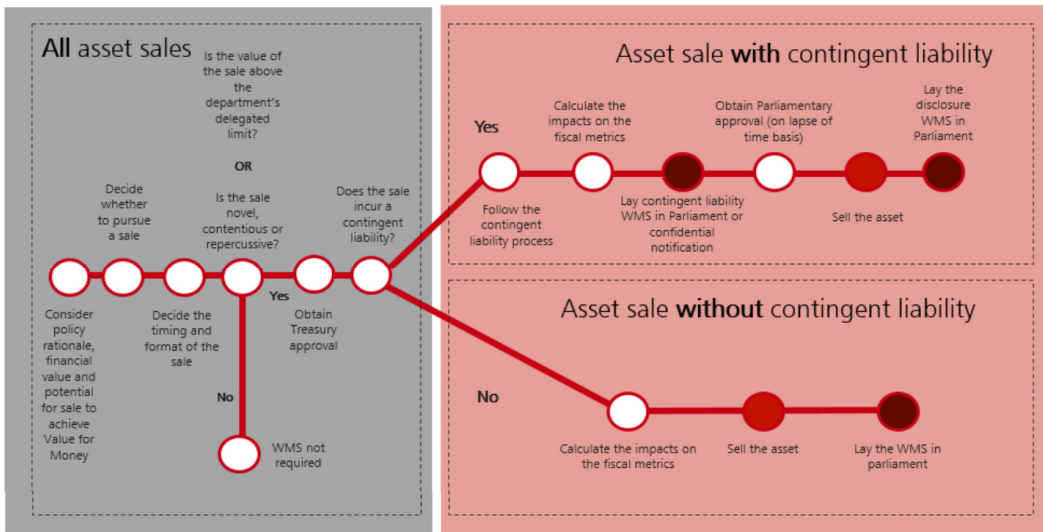 All asset sales
Is the value of
the sale above
the
department's
delegated
limit?
OR
Is the sale
novel,
contentious or
repercussive?
Decide
whether
to pursue
a sale
Does the sale
incur a
contingent
liability?
Consider
policy
rationale,
financial
value and
potential
for sale to
achieve
Value for
Money
Decide the
timing and
format of the
sale
Yes
Obtain
Treasury
approval
No
WMS not
required
Asset sale with contingent liability
Yes
Follow the
contingent
liability process
Calculate the
impacts on the
fiscal metrics
Lay contingent liability
WMS in Parliament or
confidential
notification
Obtain Parliamentary
approval (on lapse of
time basis)
Sell the asset
Lay the
disclosure
WMS in
Parliament
Asset sale without contingent liability
No
Calculate the impacts on
the fiscal metrics
Sell the asset
Lay the WMS in
parliament